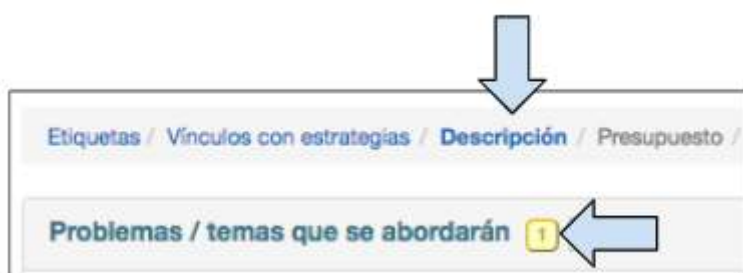 Etiquetas / Vínculos con estrategias / Descripción / Presupuesto /
Problemas / temas que se abordarán 1